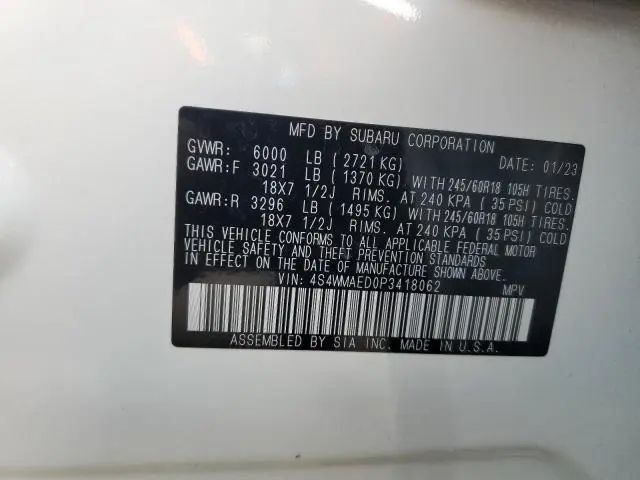 MFD BY SUBARU CORPORATION
GVWR: 6000 LB ( 2721 KG) DATE: 01/23
GAWR:F 3021 LB ( 1370 KG) WITH 245/60R18 105H TIRES.
18X7 1/2J RIMS. AT 240 KPA ( 35 PSI) COLD
GAWR:R 3296 LB ( 1495 KG) WITH 245/60R18 105H TIRES.
18X7 1/2J RIMS. AT 240 KPA ( 35 PSI) COLD
THIS VEHICLE CONFORMS TO ALL APPLICABLE FEDERAL MOTOR
VEHICLE SAFETY AND THEFT PREVENTION STANDARDS
IN EFFECT ON THE DATE OF MANUFACTURE SHOWN ABOVE.
VIN: 4S4WMAED0P3418062 MPV
ASSEMBLED BY SIA INC. MADE IN U.S.A.